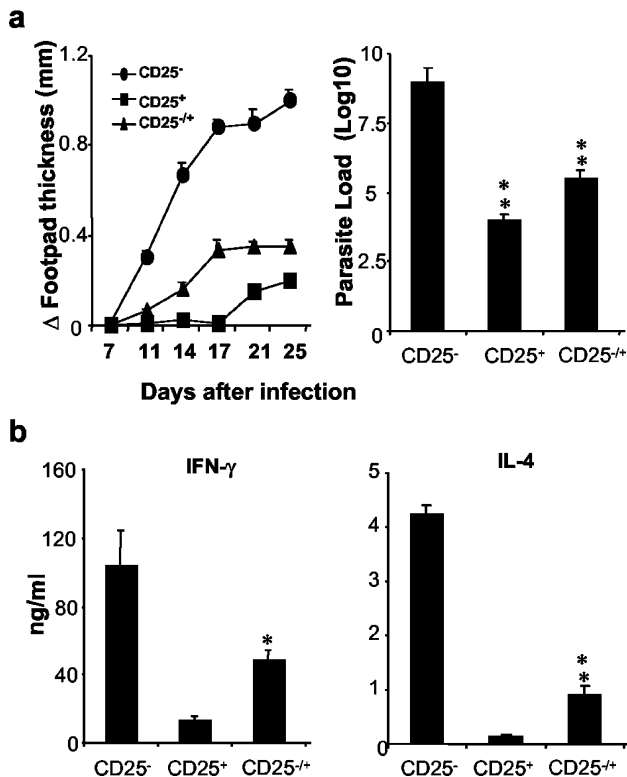 a
Δ Footpad thickness (mm)
1.2
0.8
0.4
0
CD25-
CD25+
CD25-/+
7 11 14 17 21 25
Days after infection
Parasite Load (Log10)
10
7.5
5
2.5
0
* *
* *
CD25- CD25+ CD25-/+
b
IFN-γ
ng/ml
160
120
80
40
0
*
CD25- CD25+ CD25-/+
IL-4
5
4
3
2
1
0
* *
CD25- CD25+ CD25-/+